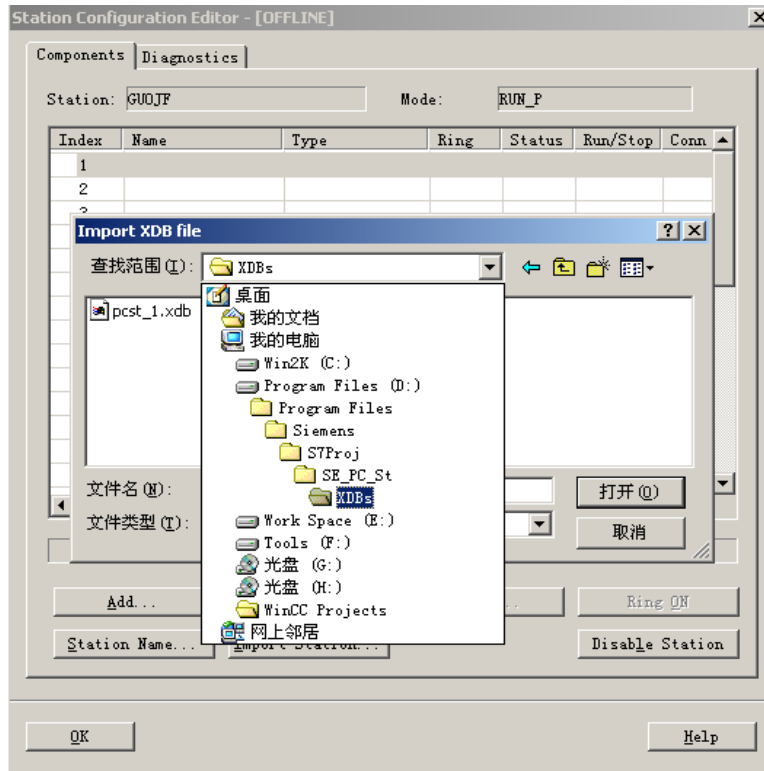 Station Configuration Editor - [OFFLINE]
Components Diagnostics
Station: GUOJF Mode: RUN_P
Index Name Type Ring Status Run/Stop Conn
1
2
Import XDB file
查找范围(I): XDBs
pcst_1.xdb
桌面
我的文档
我的电脑
Win2K (C:)
Program Files (D:)
Program Files
Siemens
S7Proj
SE_PC_St
XDBs
Work Space (E:)
Tools (F:)
光盘 (G:)
光盘 (H:)
WinCC Projects
网上邻居
文件名(N): 打开(O)
文件类型(T): 取消
Add... Ring ON
Station Name... Import Station... Disable Station
OK Help